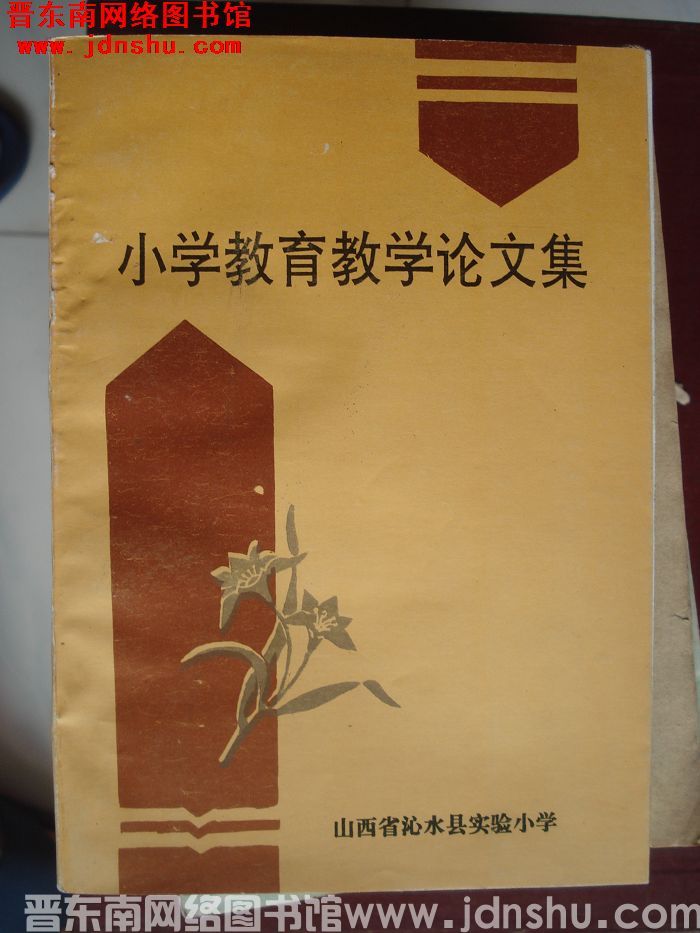 晋东南网络图书馆
www.jdnshu.com
小学教育教学论文集
山西省沁水县实验小学
晋东南网络图书馆www.jdnshu.com